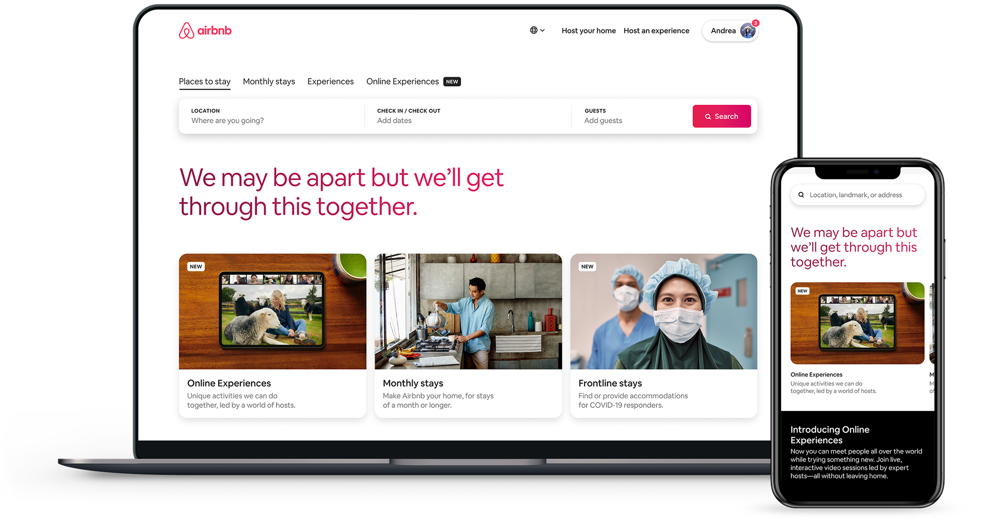 airbnb
Host your home
Host an experience
Andrea
3
Places to stay
Monthly stays
Experiences
Online Experiences
NEW
LOCATION
Where are you going?
CHECK IN / CHECK OUT
Add dates
GUESTS
Add guests
Search
We may be apart but we’ll get
through this together.
NEW
Online Experiences
Unique activities we can do
together, led by a world of hosts.
Monthly stays
Make Airbnb your home, for stays
of a month or longer.
NEW
Frontline stays
Find or provide accommodations
for COVID-19 responders.
Location, landmark, or address
We may be apart but
we’ll get through this
together.
NEW
Online Experiences
Unique activities we can do
together, led by a world of hosts.
M
M
of
Introducing Online
Experiences
Now you can meet people all over the world
while trying something new. Join live,
interactive video sessions led by expert
hosts—all without leaving home.